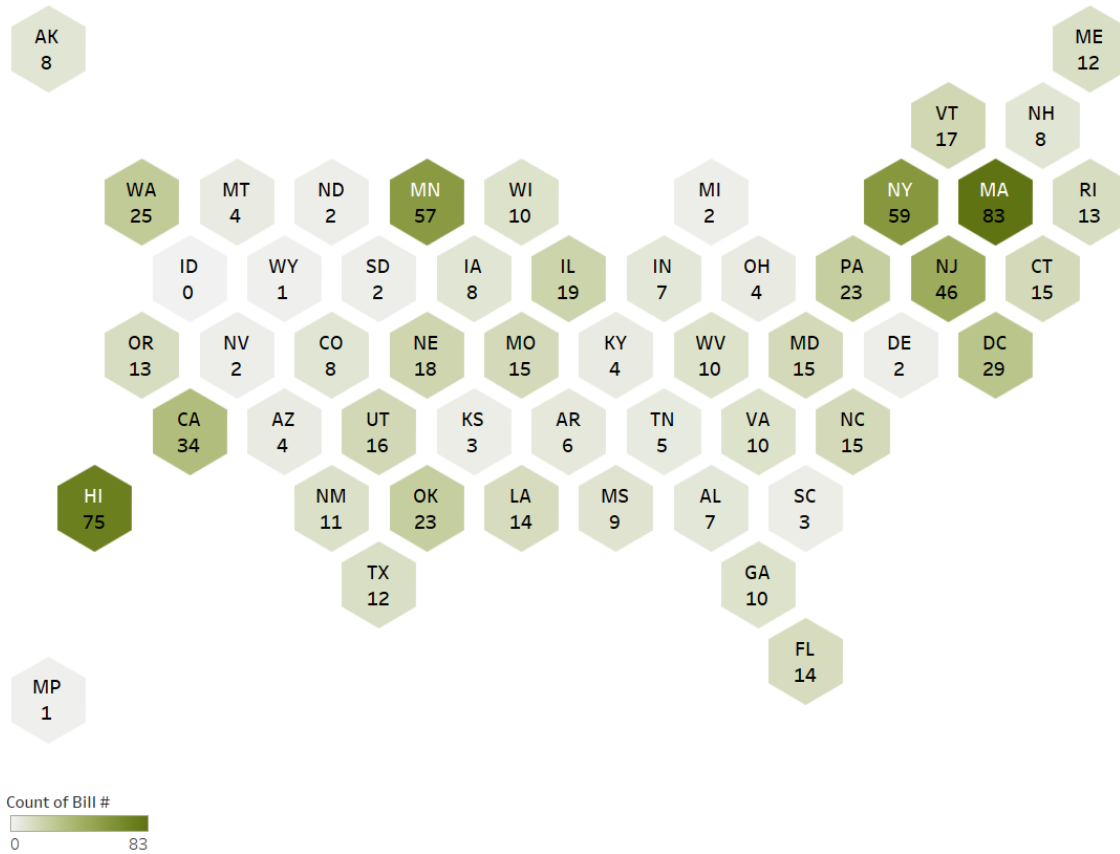 AK
8
ME
12
VT
17
NH
8
WA
25
MT
4
ND
2
MN
57
WI
10
MI
2
NY
59
MA
83
RI
13
ID
0
WY
1
SD
2
IA
8
IL
19
IN
7
OH
4
PA
23
NJ
46
CT
15
OR
13
NV
2
CO
8
NE
18
MO
15
KY
4
WV
10
MD
15
DE
2
DC
29
CA
34
AZ
4
UT
16
KS
3
AR
6
TN
5
VA
10
NC
15
HI
75
NM
11
OK
23
LA
14
MS
9
AL
7
SC
3
TX
12
GA
10
FL
14
MP
1
Count of Bill #
0
83